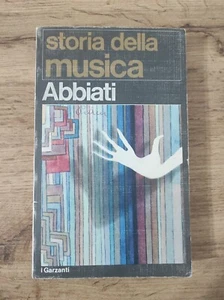 storia della
musica
Abbiati
i Garzanti